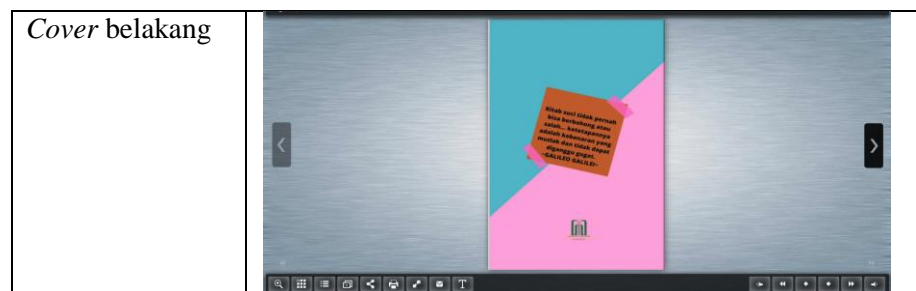 Cover belakang
Kitab suci tidak pernah
bisa berbohong atau
salah... ketetapannya
adalah kebenaran yang
mutlak dan tidak dapat
diganggu gugat.
-GALILEO GALILEI-
T